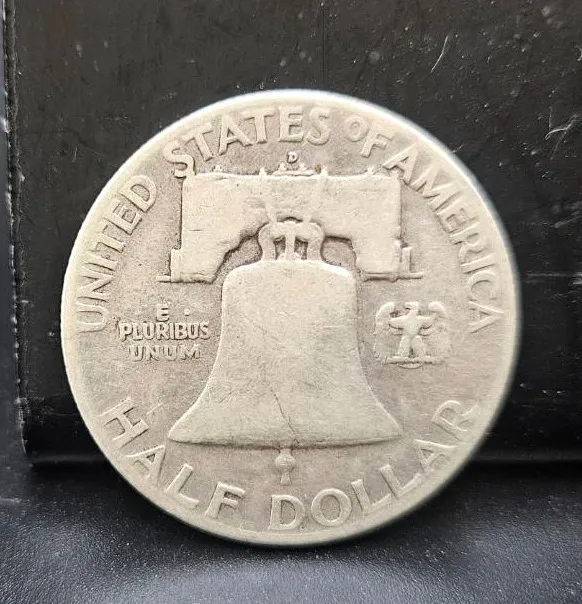 UNITED STATES OF AMERICA
D
E ·
PLURIBUS
UNUM
HALF DOLLAR